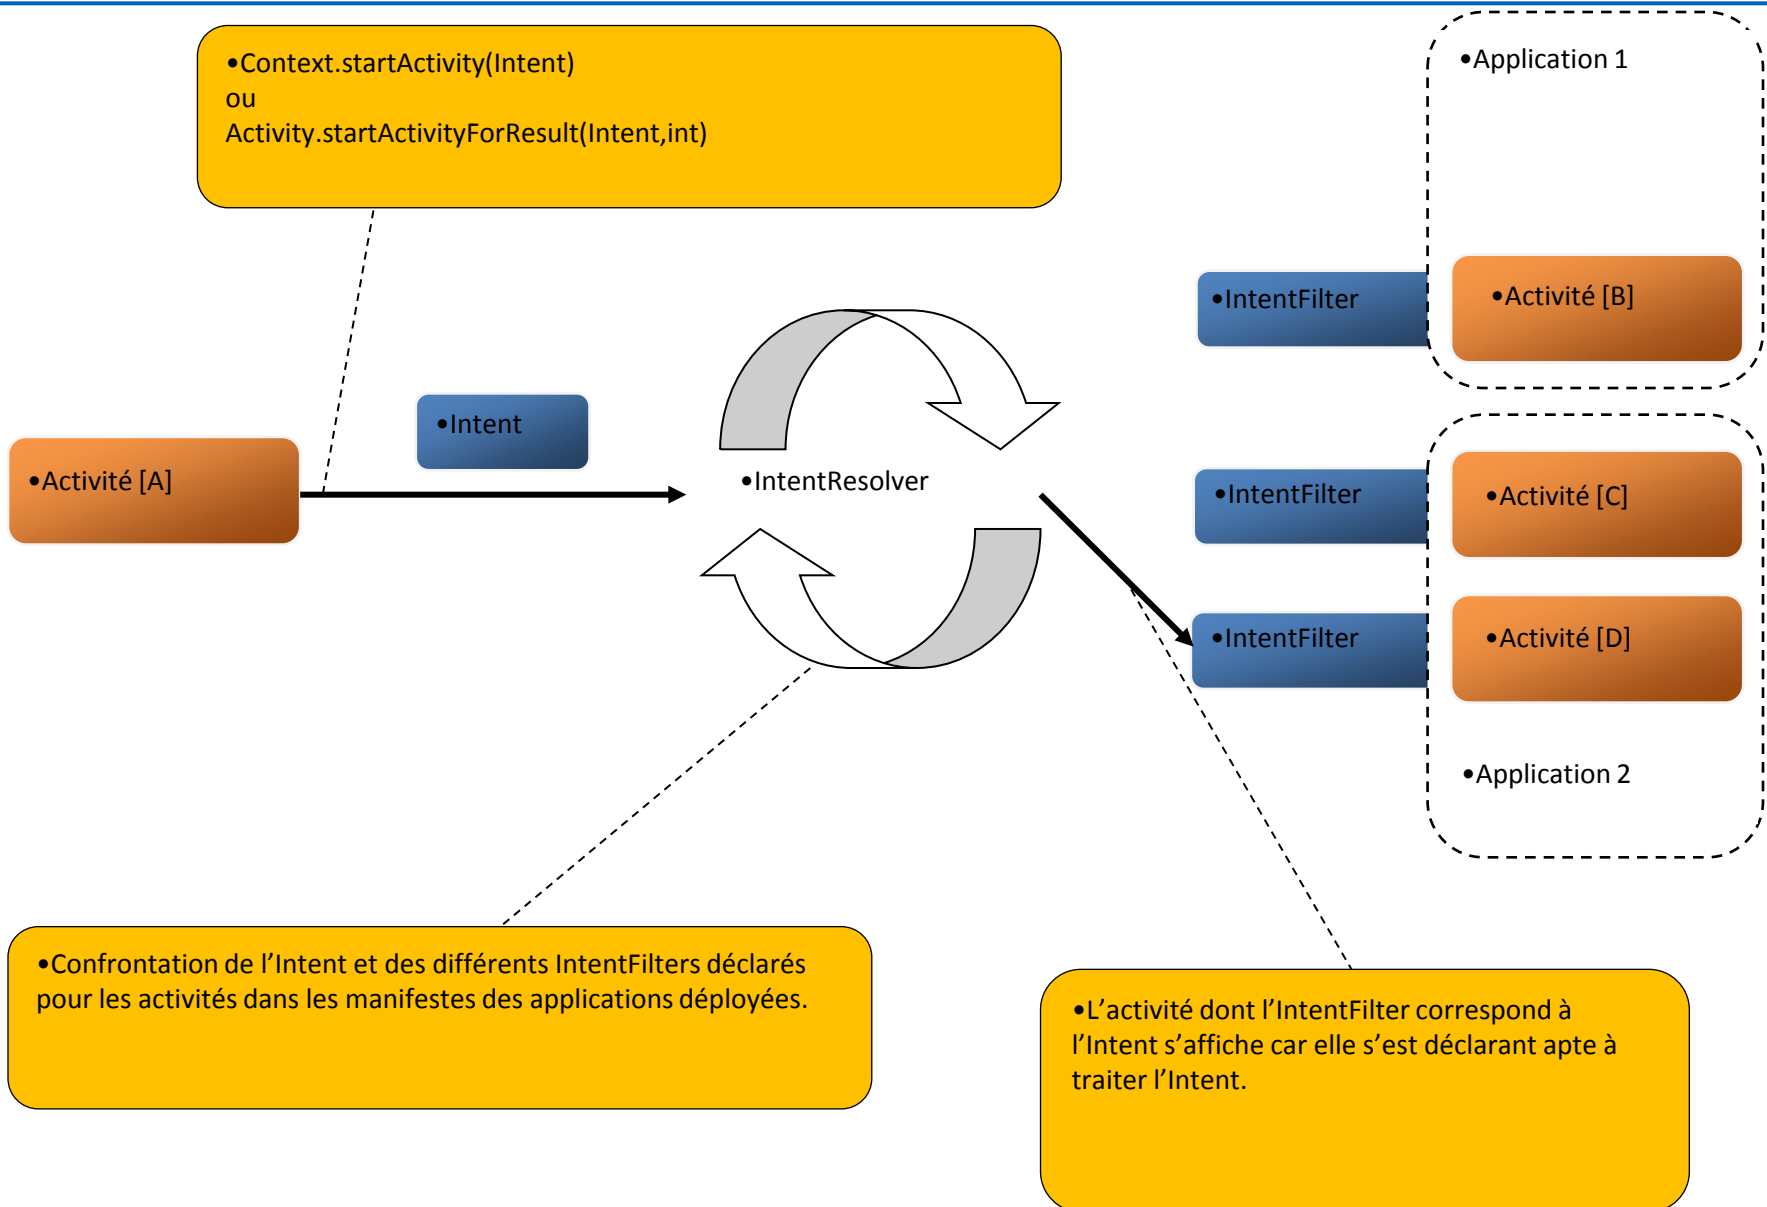 •Context.startActivity(Intent)
ou
Activity.startActivityForResult(Intent,int)
•Application 1
•IntentFilter
•Activité [B]
•Intent
•Activité [A]
•IntentResolver
•IntentFilter
•Activité [C]
•IntentFilter
•Activité [D]
•Application 2
•Confrontation de l’Intent et des différents IntentFilters déclarés
pour les activités dans les manifestes des applications déployées.
•L’activité dont l’IntentFilter correspond à
l’Intent s’affiche car elle s’est déclarant apte à
traiter l’Intent.